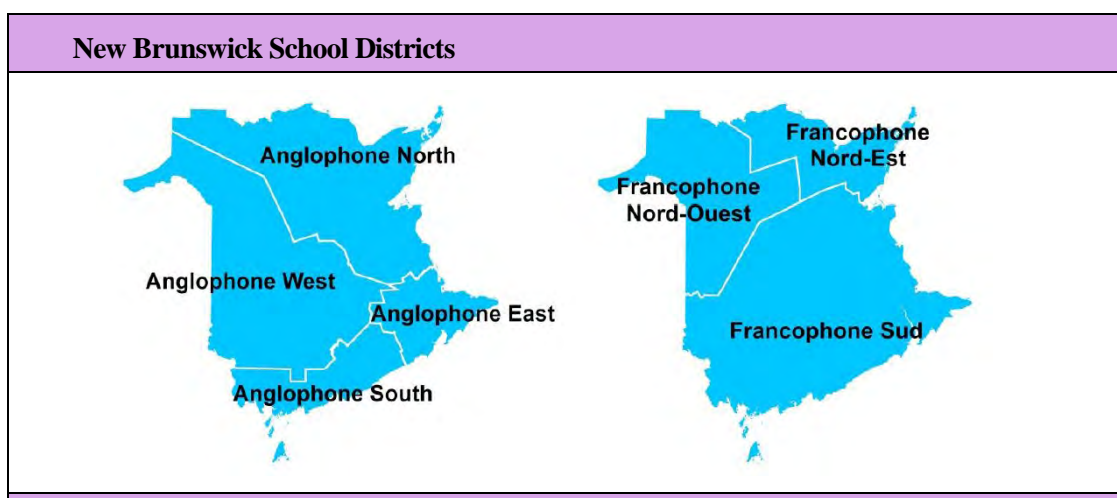 New Brunswick School Districts
Anglophone North
Anglophone West
Anglophone East
Anglophone South
Francophone
Nord-Est
Francophone
Nord-Ouest
Francophone Sud